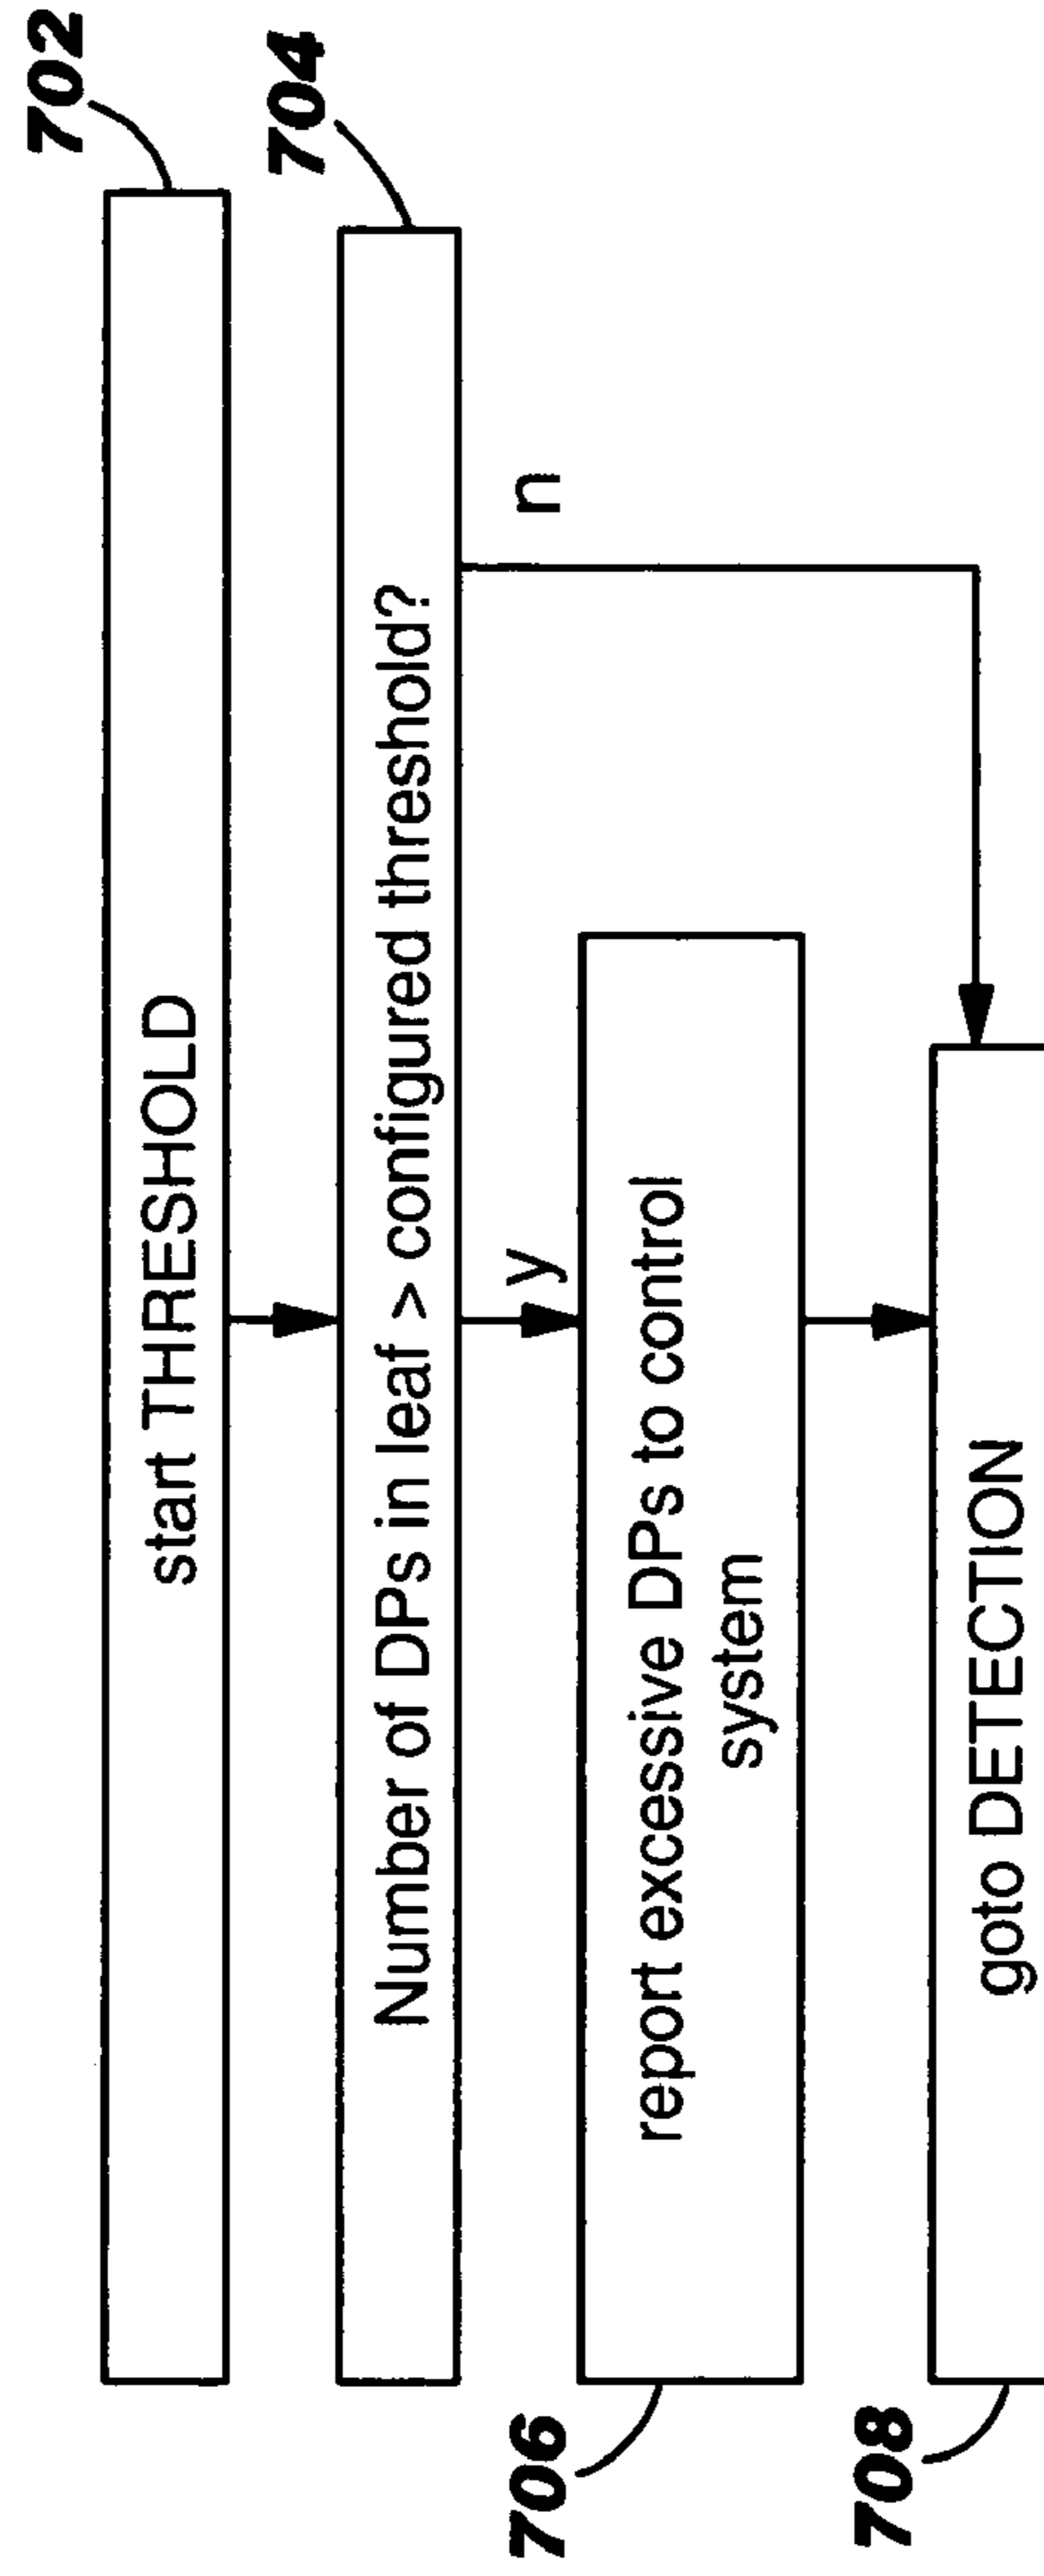 702
start THRESHOLD
704
Number of DPs in leaf > configured threshold?
y
n
706
report excessive DPs to control
system
708
goto DETECTION